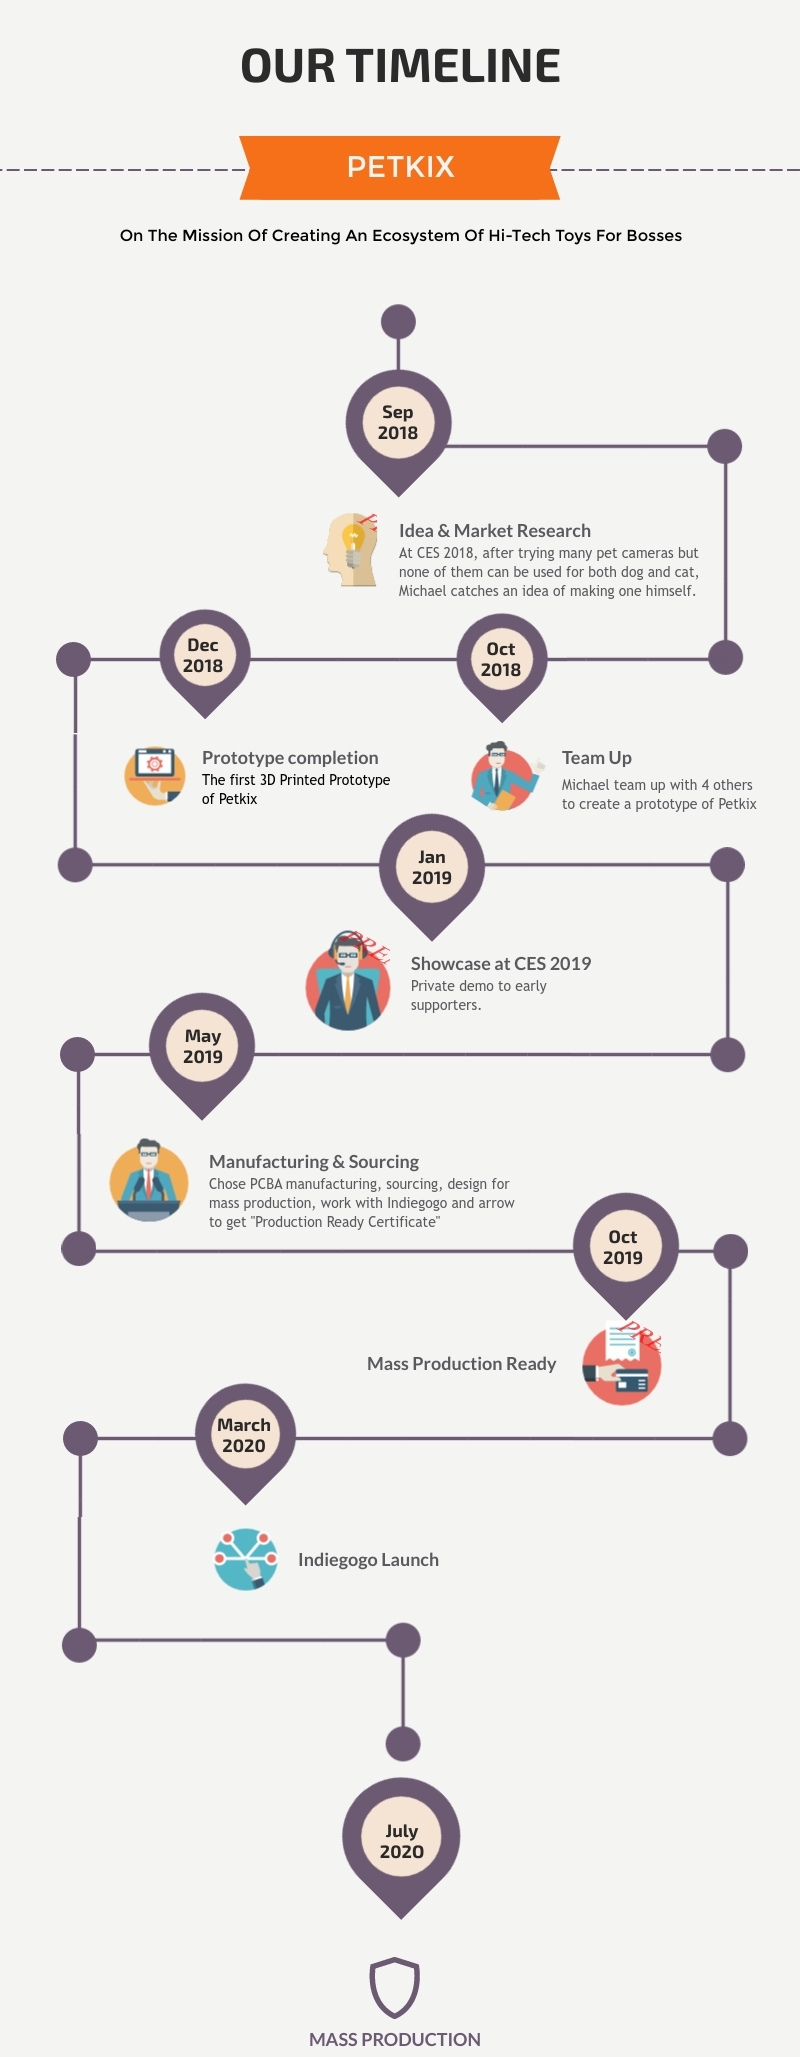 OUR TIMELINE
PETKIX
On The Mission Of Creating An Ecosystem Of Hi-Tech Toys For Bosses
Sep
2018
Idea & Market Research
At CES 2018, after trying many pet cameras but
none of them can be used for both dog and cat,
Michael catches an idea of making one himself.
Oct
2018
Team Up
Michael team up with 4 others
to create a prototype of Petkix
Dec
2018
Prototype completion
The first 3D Printed Prototype
of Petkix
Jan
2019
Showcase at CES 2019
Private demo to early
supporters.
May
2019
Manufacturing & Sourcing
Chose PCBA manufacturing, sourcing, design for
mass production, work with Indiegogo and arrow
to get "Production Ready Certificate"
Oct
2019
Mass Production Ready
March
2020
Indiegogo Launch
July
2020
MASS PRODUCTION